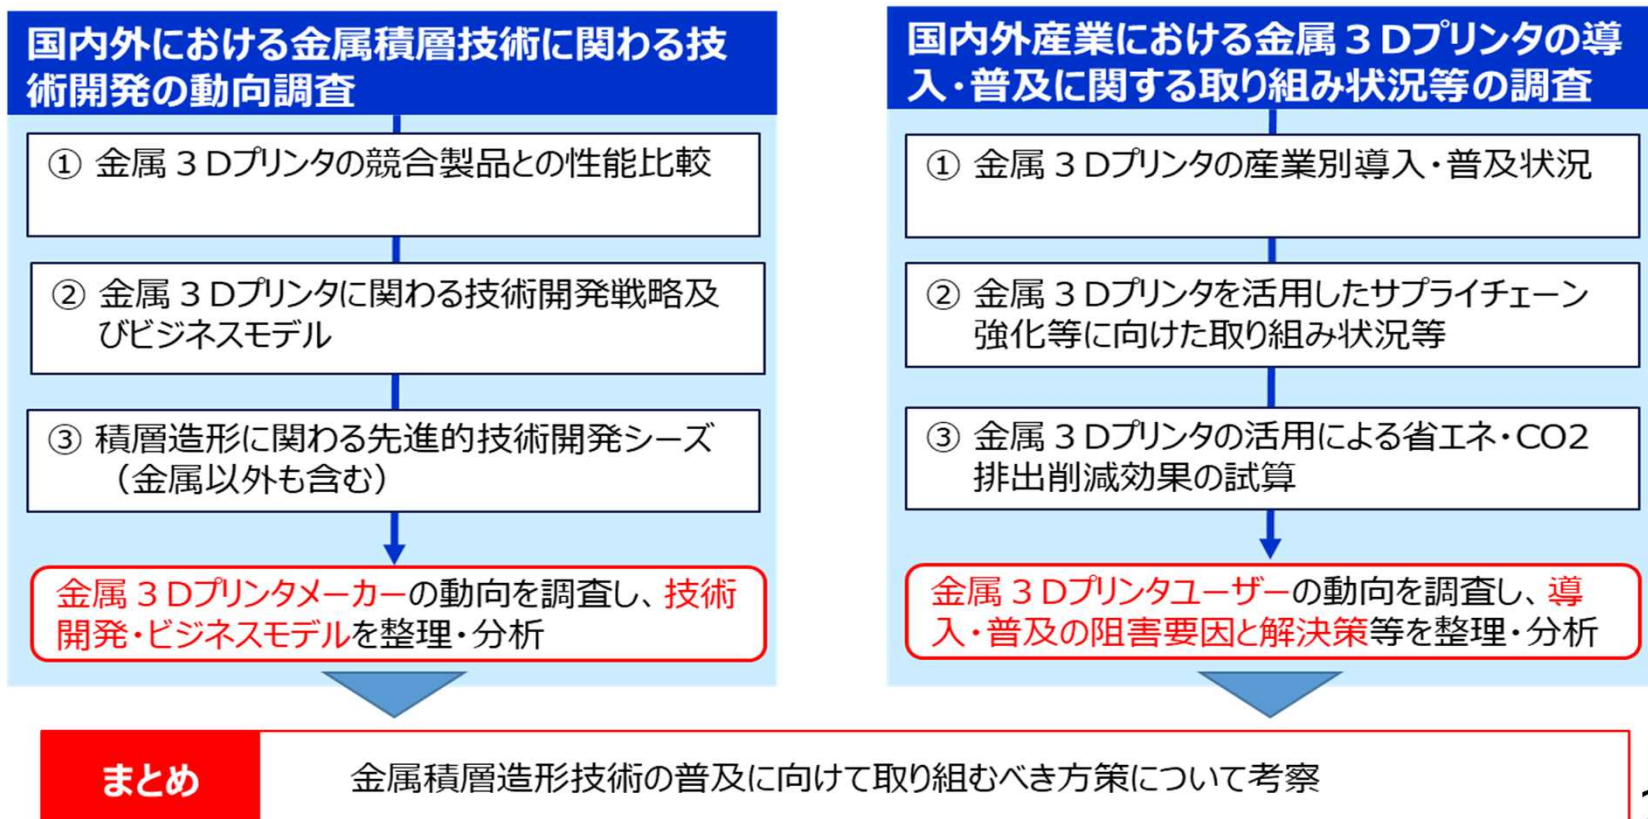 国内外における金属積層技術に関わる技
術開発の動向調査
① 金属３Dプリンタの競合製品との性能比較
② 金属３Dプリンタに関わる技術開発戦略及
びビジネスモデル
③ 積層造形に関わる先進的技術開発シーズ
（金属以外も含む）
金属３Dプリンタメーカーの動向を調査し、技術
開発・ビジネスモデルを整理・分析
国内外産業における金属３Dプリンタの導
入・普及に関する取り組み状況等の調査
① 金属３Dプリンタの産業別導入・普及状況
② 金属３Dプリンタを活用したサプライチェーン
強化等に向けた取り組み状況等
③ 金属３Dプリンタの活用による省エネ・CO2
排出削減効果の試算
金属３Dプリンタユーザーの動向を調査し、導
入・普及の阻害要因と解決策等を整理・分析
まとめ
金属積層造形技術の普及に向けて取り組むべき方策について考察